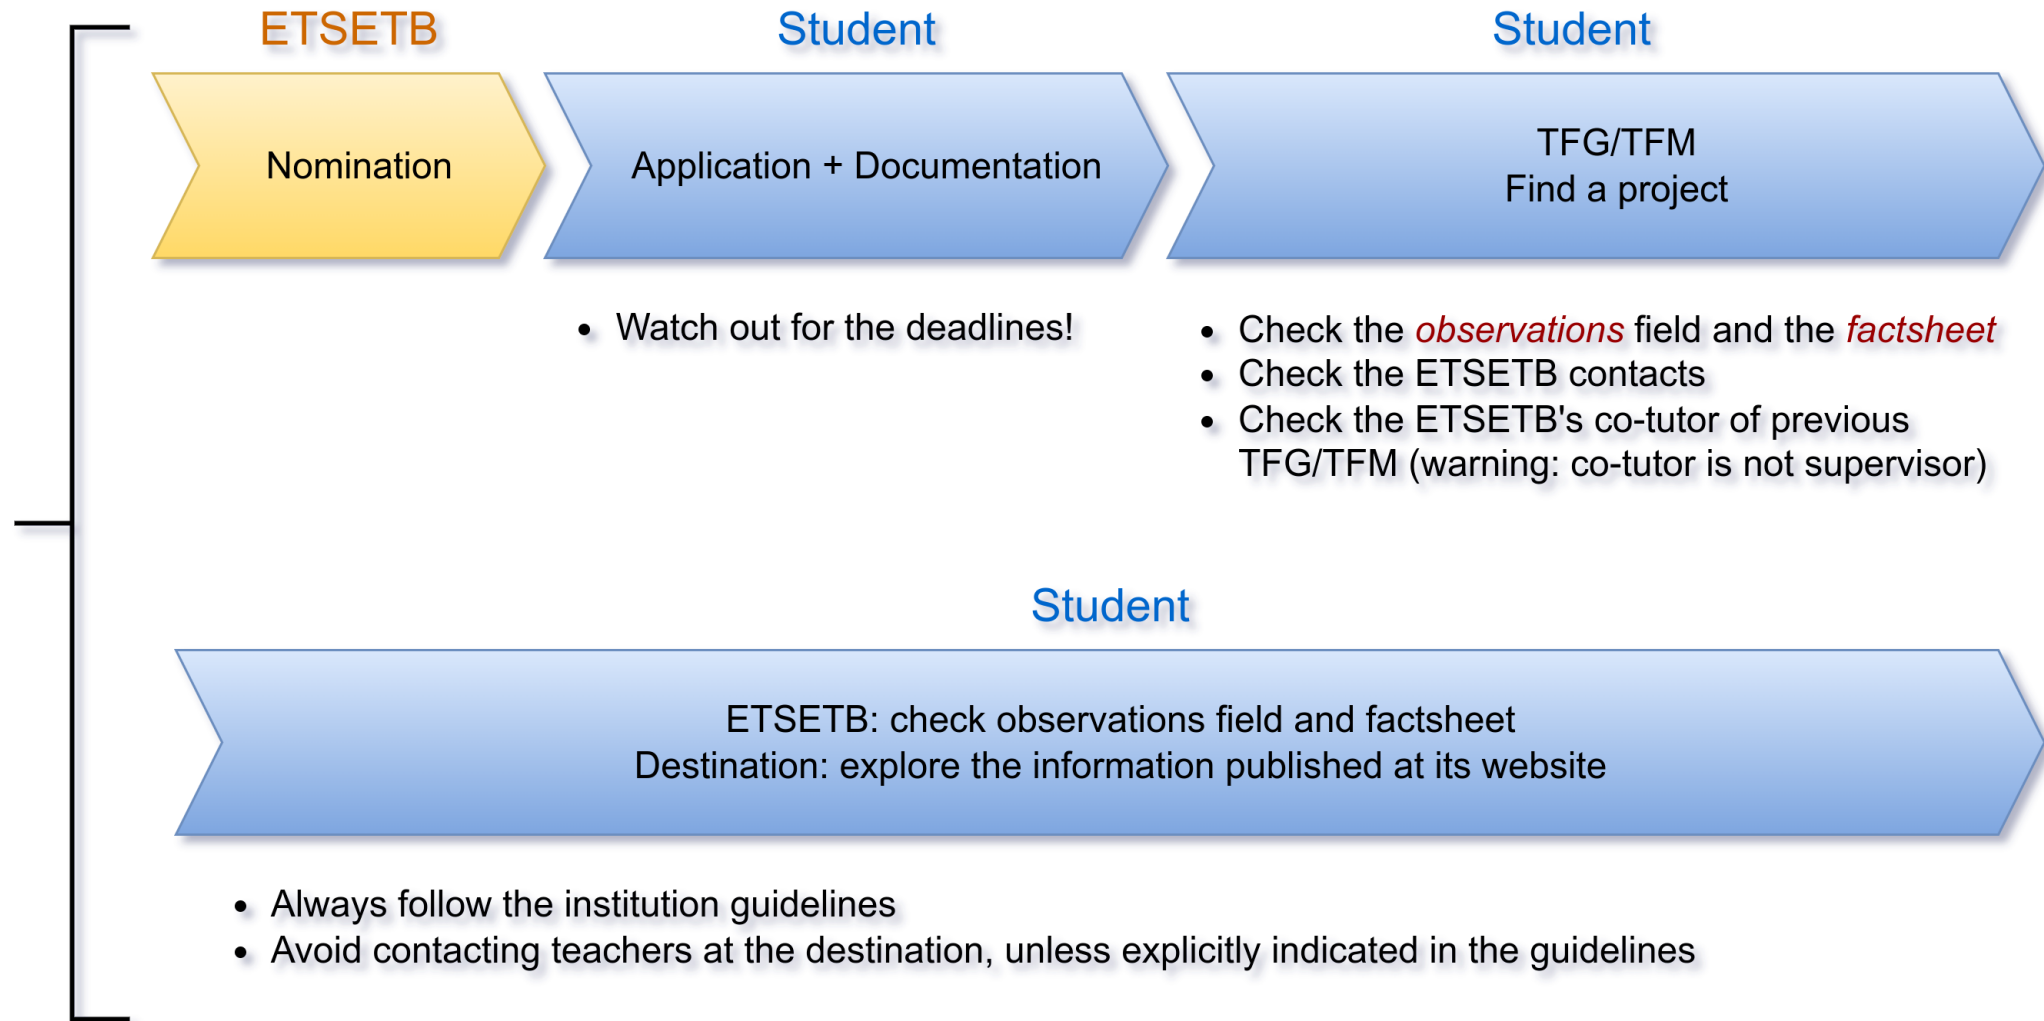 ETSETB
Student
Student
Nomination
Application + Documentation
TFG/TFM
Find a project
• Watch out for the deadlines!
• Check the observations field and the factsheet
• Check the ETSETB contacts
• Check the ETSETB's co-tutor of previous
TFG/TFM (warning: co-tutor is not supervisor)
Student
ETSETB: check observations field and factsheet
Destination: explore the information published at its website
• Always follow the institution guidelines
• Avoid contacting teachers at the destination, unless explicitly indicated in the guidelines